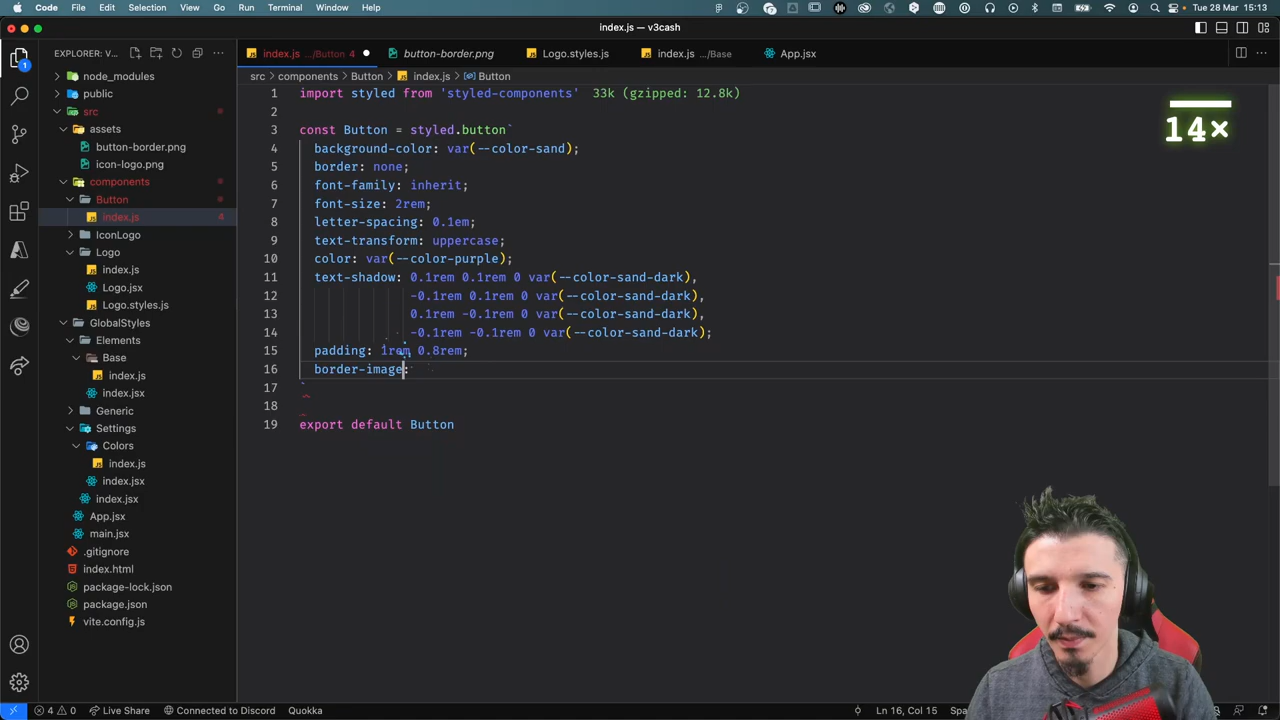 Code File Edit Selection View Go Run Terminal Window Help Tue 28 Mar 15:13
index.js — v3cash
EXPLORER: V...
index.js .../Button 4
button-border.png
Logo.styles.js
index.js .../Base
App.jsx
src > components > Button > index.js > Button
14×
node_modules
public
src
assets
button-border.png
icon-logo.png
components
Button
index.js 4
IconLogo
Logo
index.js
Logo.jsx
Logo.styles.js
GlobalStyles
Elements
Base
index.js
index.jsx
Generic
Settings
Colors
index.js
index.jsx
index.jsx
App.jsx
main.jsx
.gitignore
index.html
package-lock.json
package.json
vite.config.js
1 import styled from 'styled-components' 33k (gzipped: 12.8k)
2
3 const Button = styled.button`
4 background-color: var(--color-sand);
5 border: none;
6 font-family: inherit;
7 font-size: 2rem;
8 letter-spacing: 0.1em;
9 text-transform: uppercase;
10 color: var(--color-purple);
11 text-shadow: 0.1rem 0.1rem 0 var(--color-sand-dark),
12 -0.1rem 0.1rem 0 var(--color-sand-dark),
13 0.1rem -0.1rem 0 var(--color-sand-dark),
14 -0.1rem -0.1rem 0 var(--color-sand-dark);
15 padding: 1rem 0.8rem;
16 border-image:
17 `
18
19 export default Button
1
4 0 Live Share Connected to Discord Quokka Ln 16, Col 15